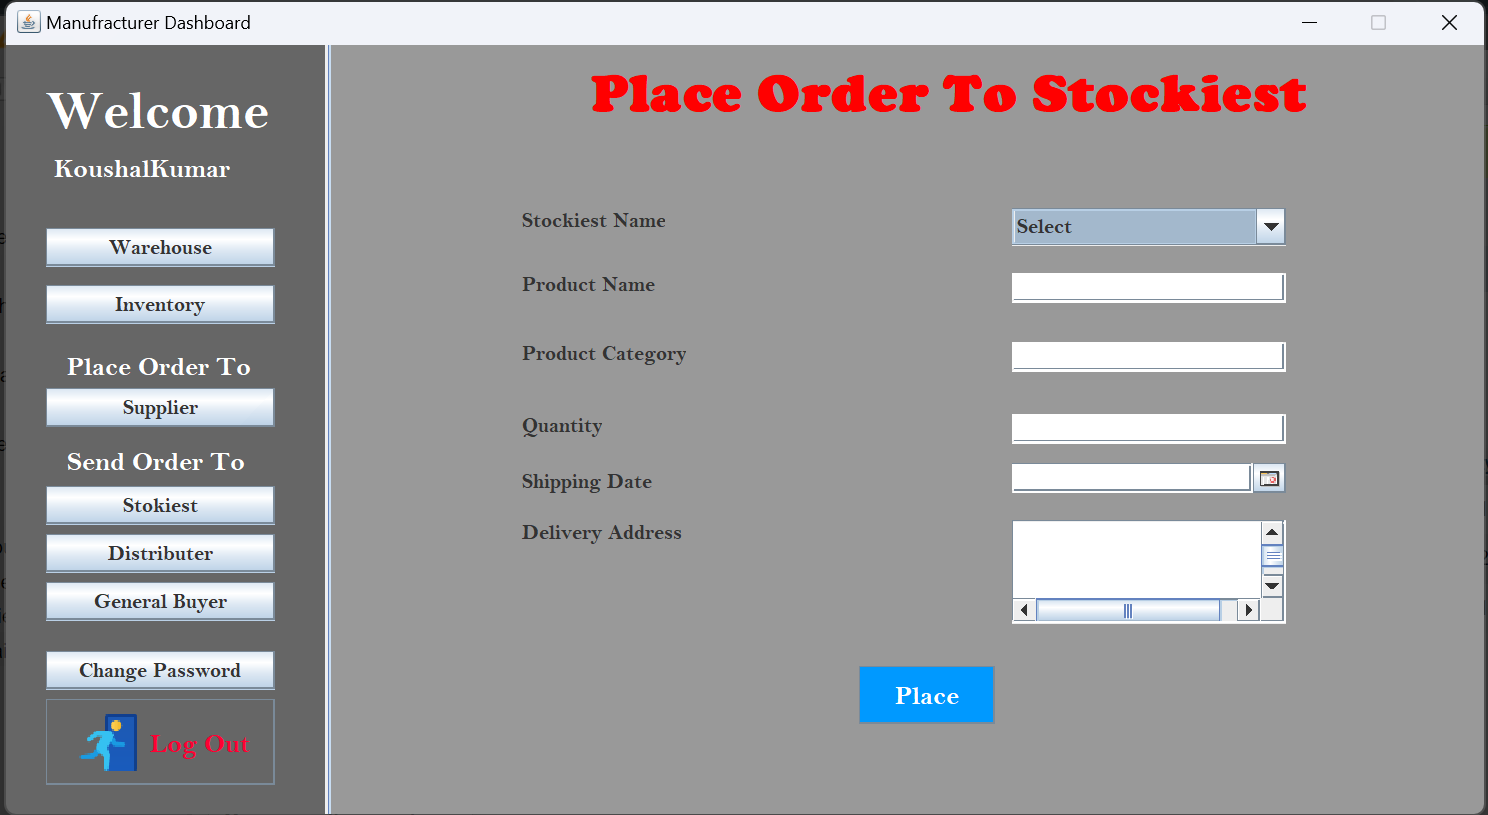 Manufracturer Dashboard
Welcome
KoushalKumar
Warehouse
Inventory
Place Order To
Supplier
Send Order To
Stokiest
Distributer
General Buyer
Change Password
Log Out
Place Order To Stockiest
Stockiest Name
Select
Product Name
Product Category
Quantity
Shipping Date
Delivery Address
Place